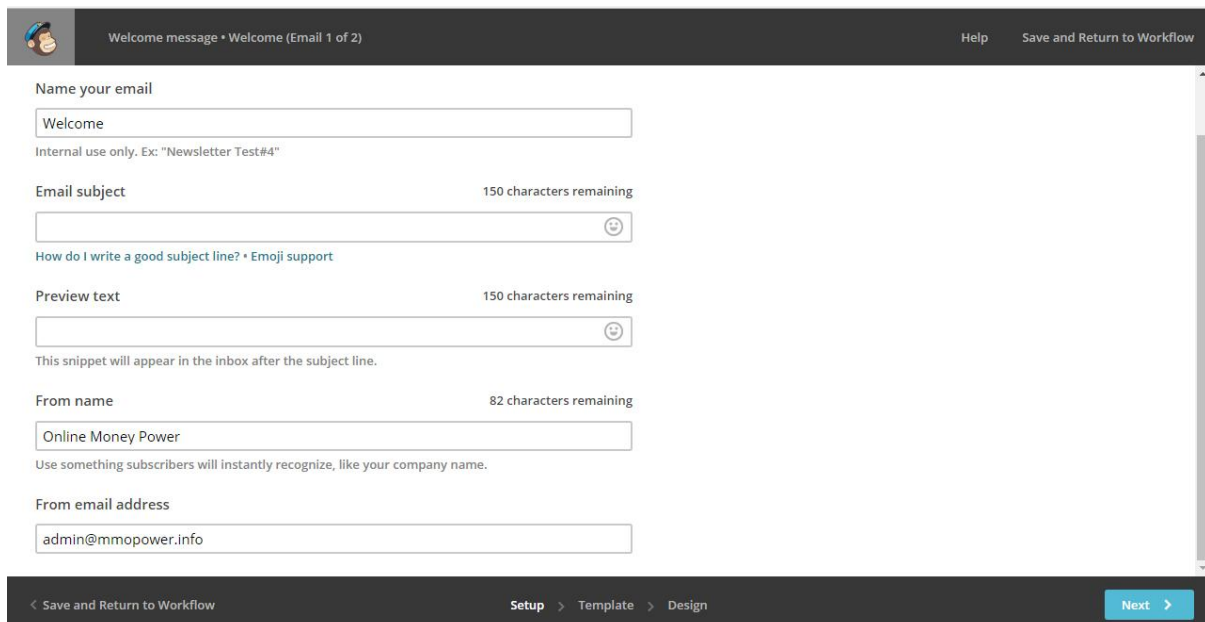 Welcome message • Welcome (Email 1 of 2)
Help
Save and Return to Workflow
Name your email
Welcome
Internal use only. Ex: "Newsletter Test#4"
Email subject
150 characters remaining
How do I write a good subject line? • Emoji support
Preview text
150 characters remaining
This snippet will appear in the inbox after the subject line.
From name
82 characters remaining
Online Money Power
Use something subscribers will instantly recognize, like your company name.
From email address
admin@mmopower.info
< Save and Return to Workflow
Setup > Template > Design
Next >